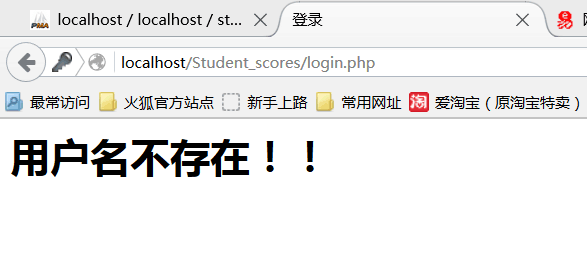 localhost / localhost / st... 登录
localhost/Student_scores/login.php
最常访问 火狐官方站点 新手上路 常用网址 爱淘宝（原淘宝特卖）
用户名不存在！！